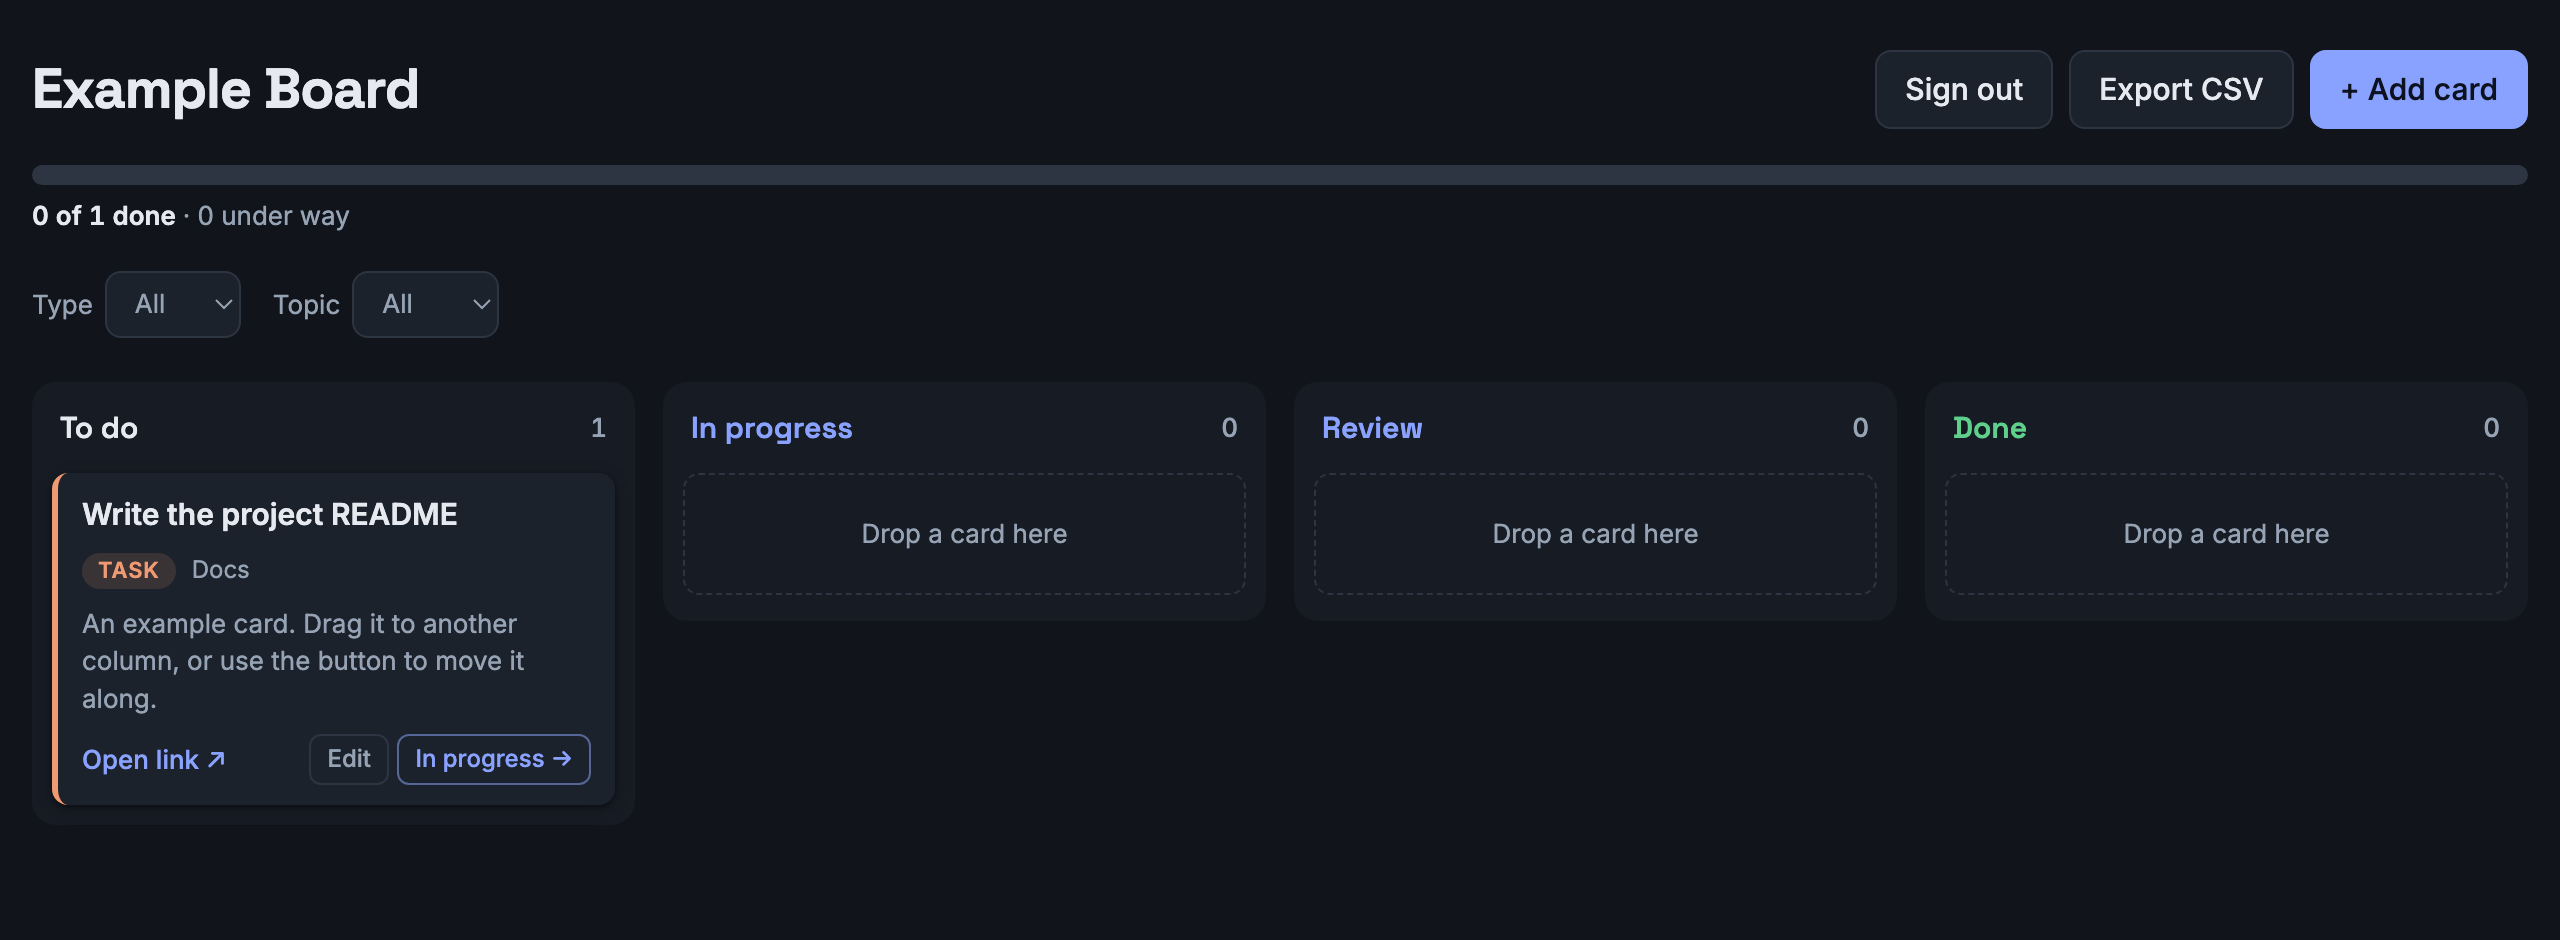 Example Board
Sign out
Export CSV
+ Add card
0 of 1 done · 0 under way
Type
All
Topic
All
To do
1
Write the project README
TASK
Docs
An example card. Drag it to another
column, or use the button to move it
along.
Open link ↗
Edit
In progress →
In progress
0
Drop a card here
Review
0
Drop a card here
Done
0
Drop a card here